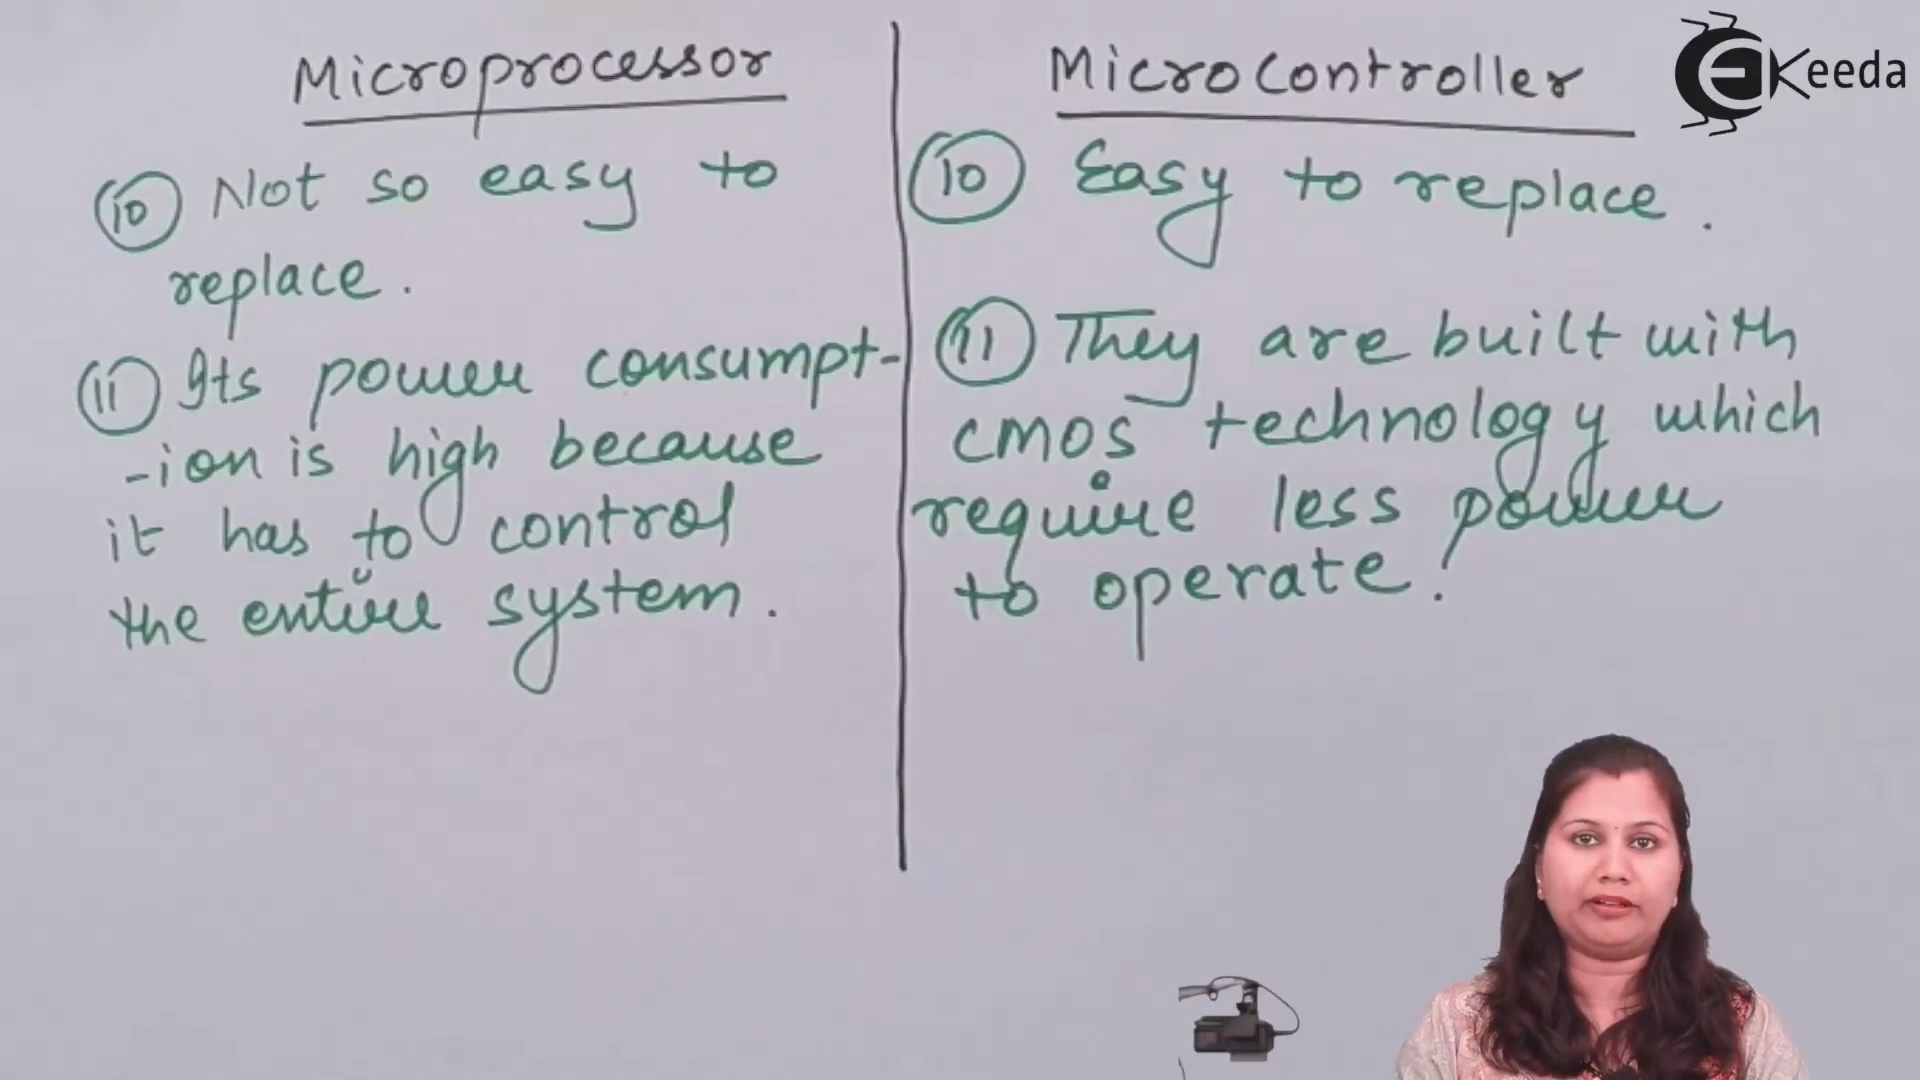 Microprocessor
10 Not so easy to
replace.
11 Its power consumpt-
-ion is high because
it has to control
the entire system.
Microcontroller
10 Easy to replace.
11 They are built with
CMOS technology which
require less power
to operate.
EKeeda